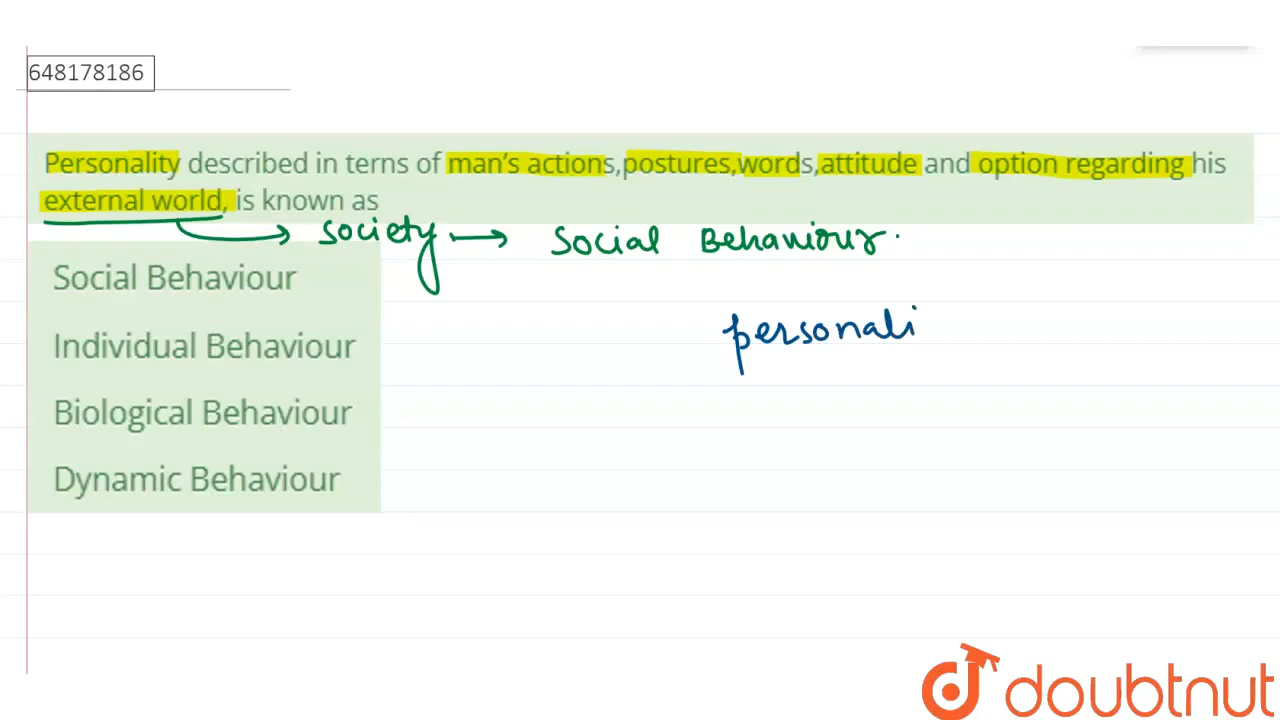 648178186
Personality described in terns of man's actions,postures,words,attitude and option regarding his
external world, is known as
society → Social Behaviour.
Social Behaviour
personali
Individual Behaviour
Biological Behaviour
Dynamic Behaviour
doubtnut